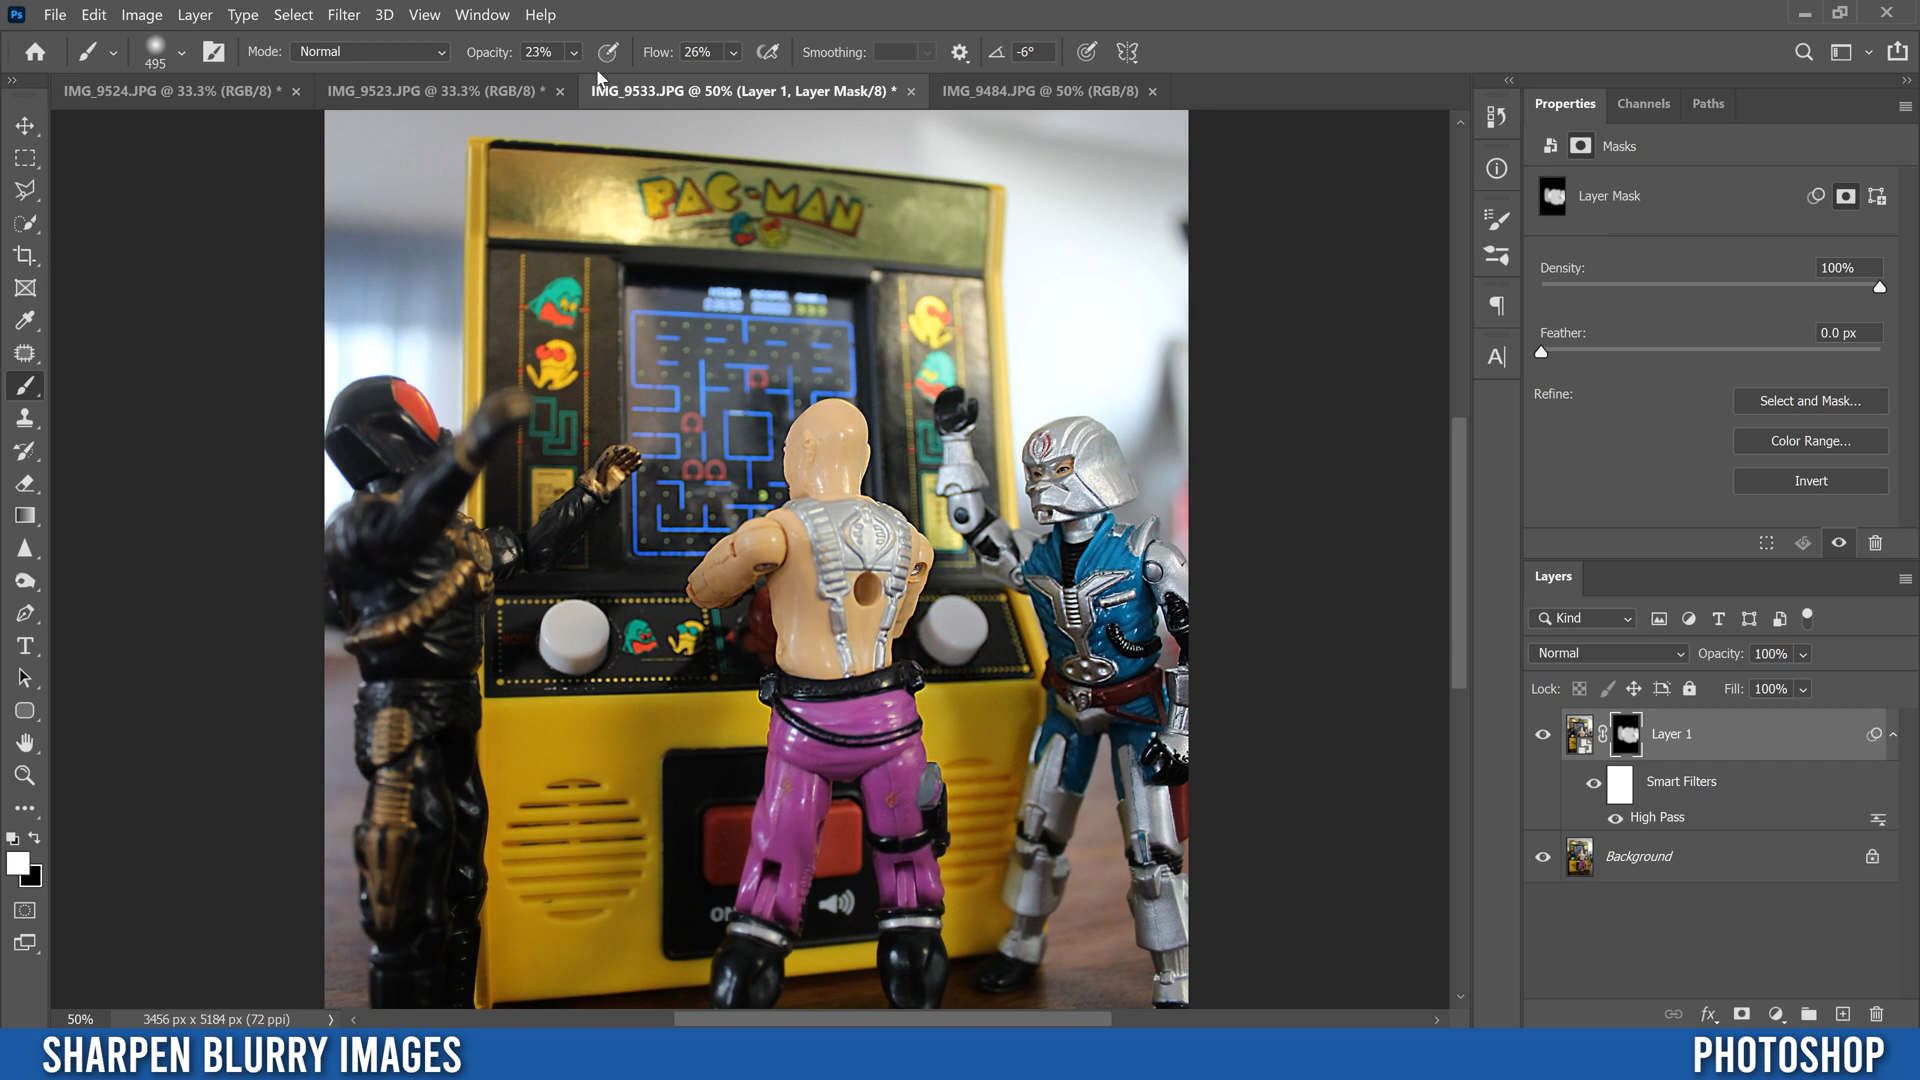 Ps File Edit Image Layer Type Select Filter 3D View Window Help
495 Mode: Normal Opacity: 23% Flow: 26% Smoothing: -6°
IMG_9524.JPG @ 33.3% (RGB/8) * × IMG_9523.JPG @ 33.3% (RGB/8) * × IMG_9533.JPG @ 50% (Layer 1, Layer Mask/8) * × IMG_9484.JPG @ 50% (RGB/8) ×
PAC-MAN
ON
Properties Channels Paths
Masks
Layer Mask
Density: 100%
Feather: 0.0 px
Refine: Select and Mask...
Color Range...
Invert
Layers
Kind
Normal Opacity: 100%
Lock: Fill: 100%
Layer 1
Smart Filters
High Pass
Background
50% 3456 px x 5184 px (72 ppi)
SHARPEN BLURRY IMAGES PHOTOSHOP